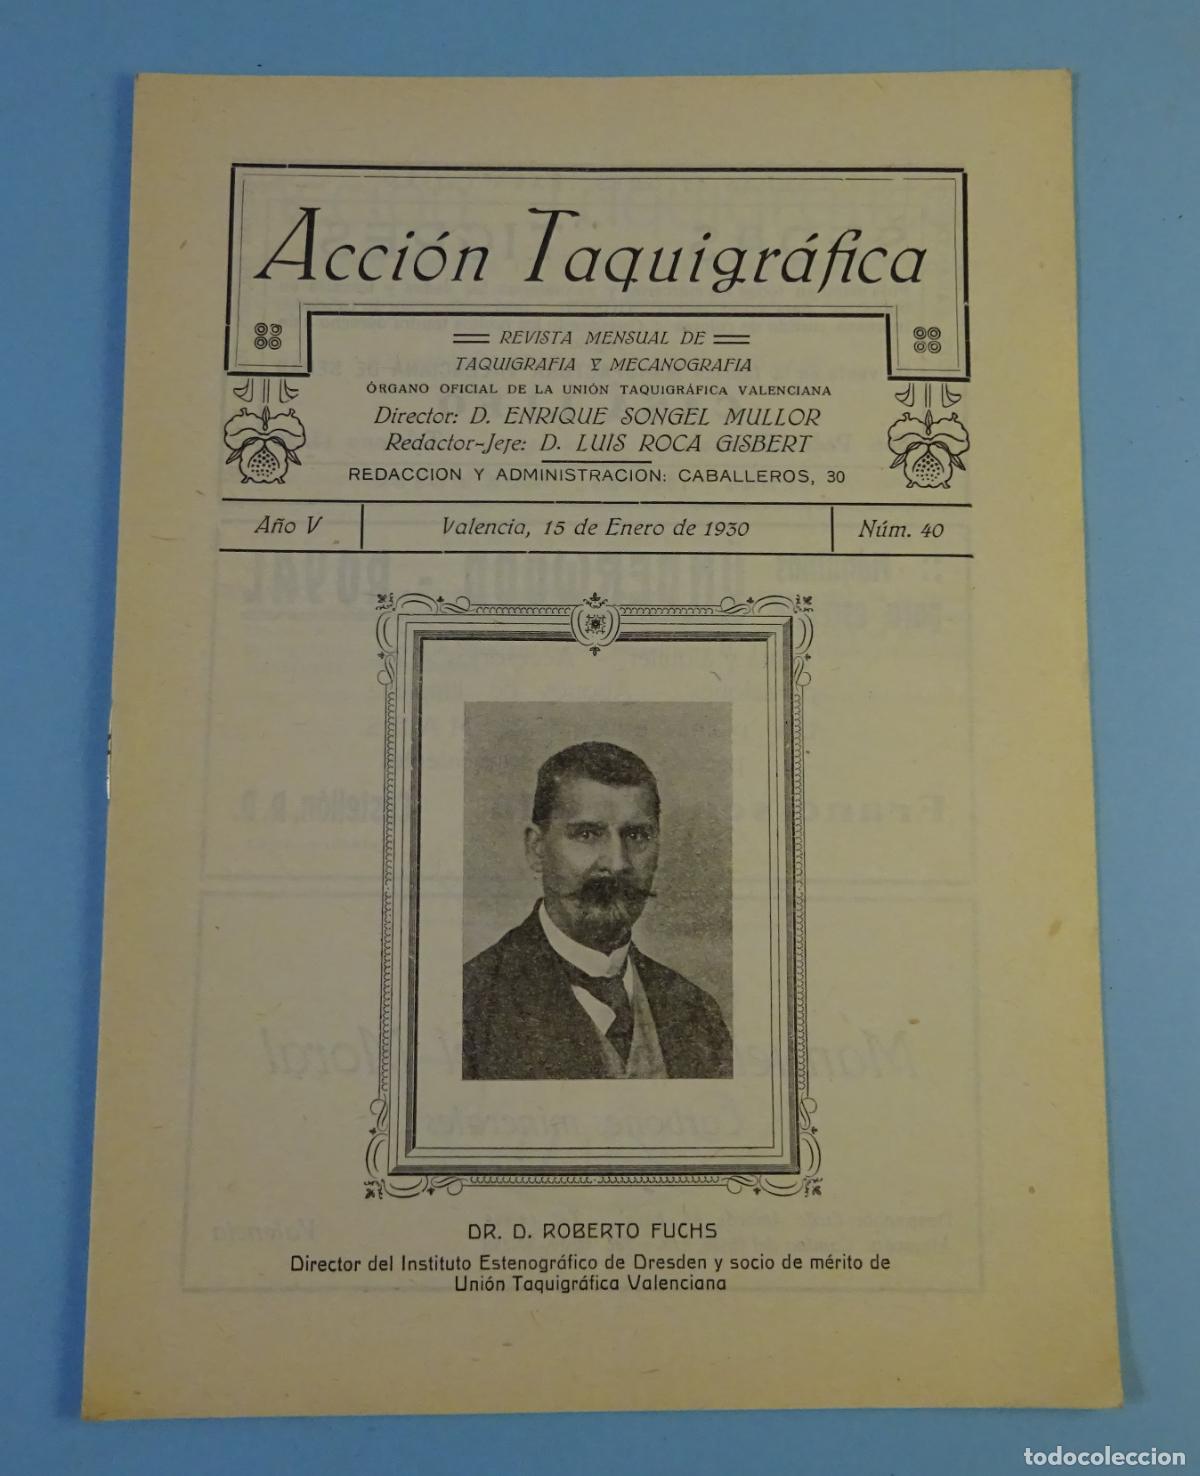 Acción Taquigráfica
REVISTA MENSUAL DE
TAQUIGRAFIA Y MECANOGRAFIA
ÓRGANO OFICIAL DE LA UNIÓN TAQUIGRÁFICA VALENCIANA
Director: D. ENRIQUE SONGEL MULLOR
Redactor-Jefe: D. LUIS ROCA GISBERT
REDACCION Y ADMINISTRACION: CABALLEROS, 30
Año V Valencia, 15 de Enero de 1930 Núm. 40
DR. D. ROBERTO FUCHS
Director del Instituto Estenográfico de Dresden y socio de mérito de
Unión Taquigráfica Valenciana
todocoleccion